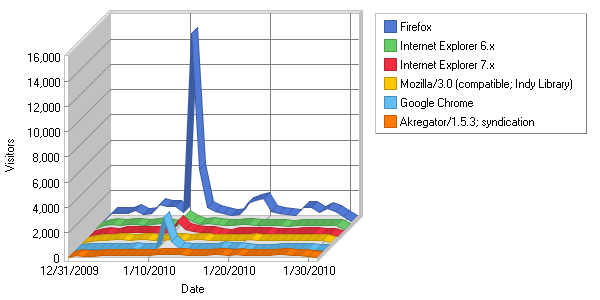 16,000
14,000
12,000
10,000
8,000
6,000
4,000
2,000
0
Visitors
12/31/2009 1/10/2010 1/20/2010 1/30/2010
Date
Firefox
Internet Explorer 6.x
Internet Explorer 7.x
Mozilla/3.0 (compatible; Indy Library)
Google Chrome
Akregator/1.5.3; syndication